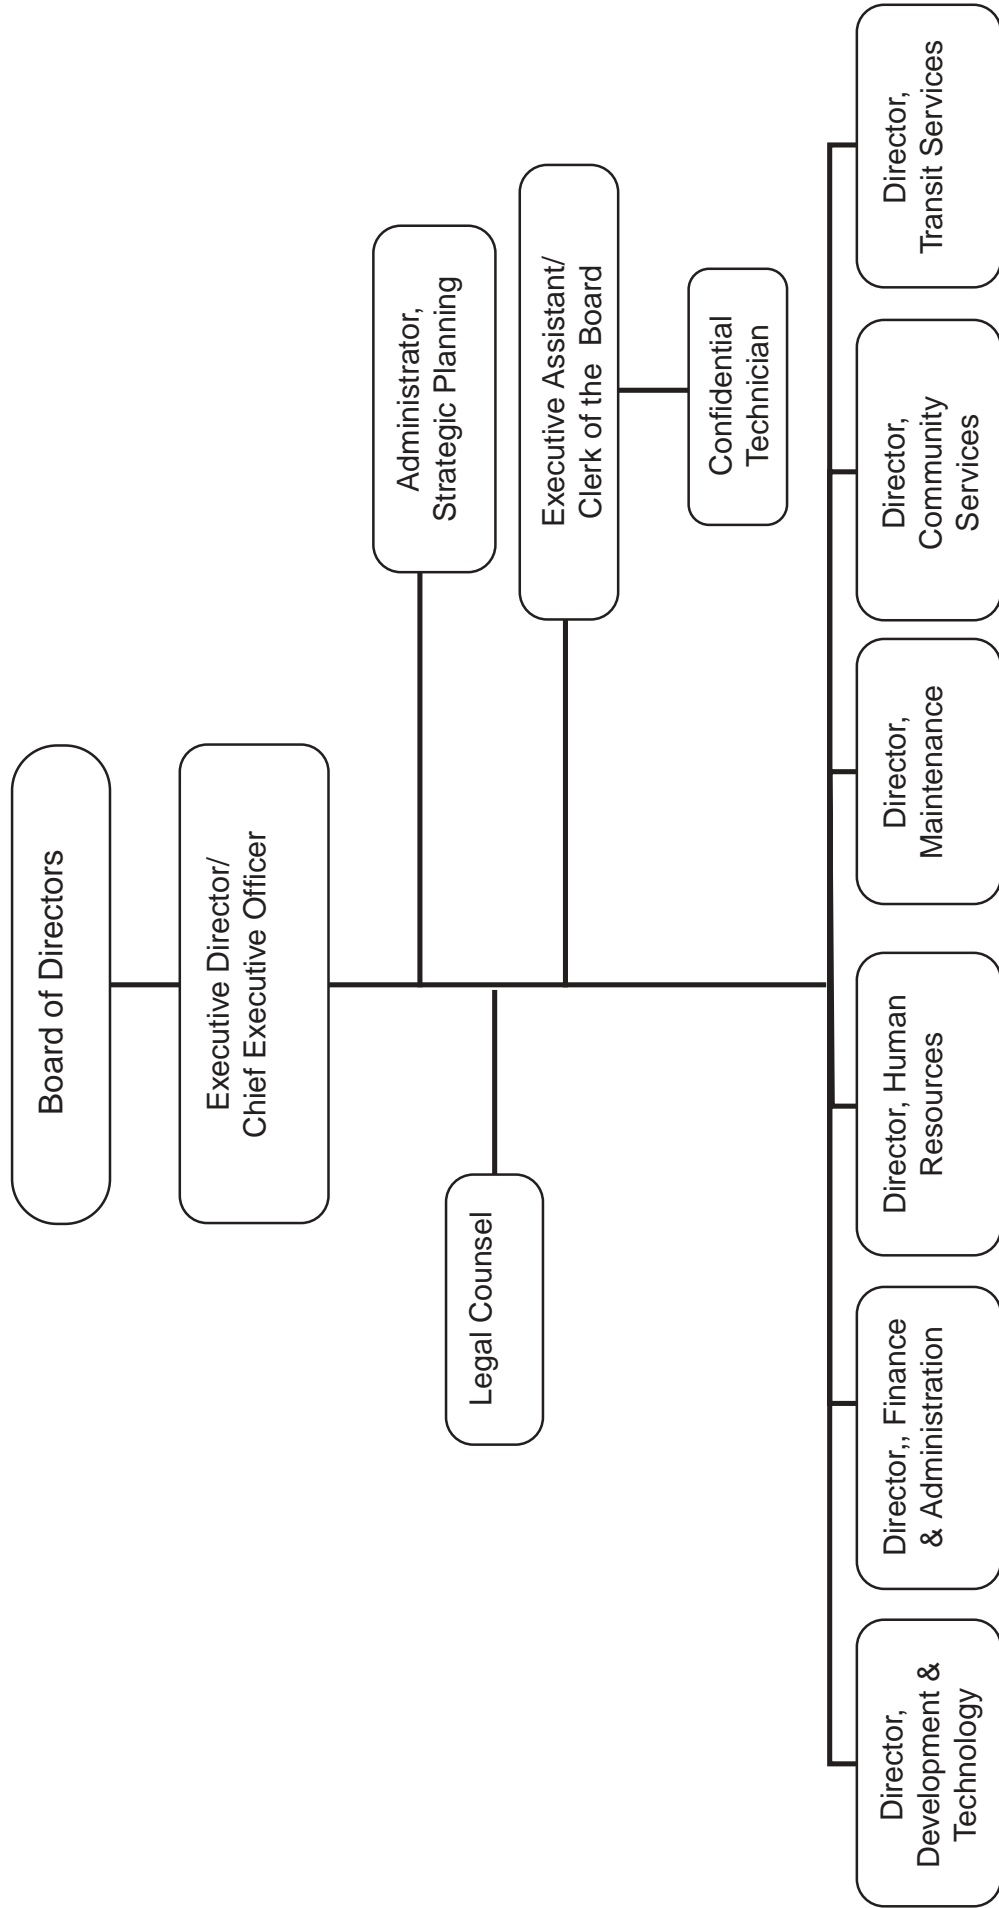 Board of Directors
Executive Director/
Chief Executive Officer
Administrator,
Strategic Planning
Legal Counsel
Executive Assistant/
Clerk of the  Board
Confidential
Technician
Director,
Development &
Technology
Director,, Finance
& Administration
Director, Human
Resources
Director,
Maintenance
Director,
Community
Services
Director,
Transit Services